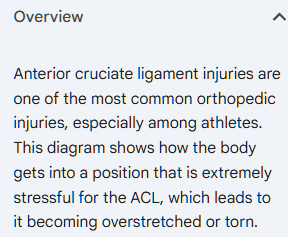 Overview
Anterior cruciate ligament injuries are
one of the most common orthopedic
injuries, especially among athletes.
This diagram shows how the body
gets into a position that is extremely
stressful for the ACL, which leads to
it becoming overstretched or torn.